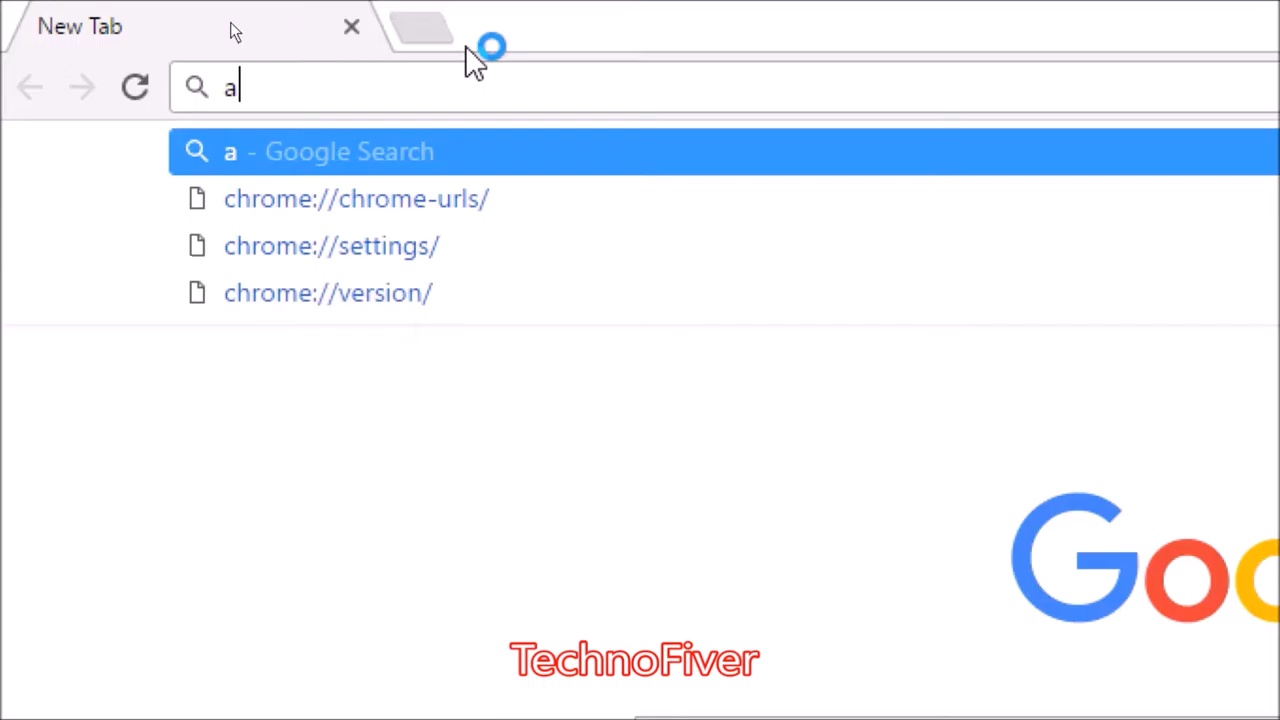 New Tab
a
a - Google Search
chrome://chrome-urls/
chrome://settings/
chrome://version/
Goo
TechnoFiver